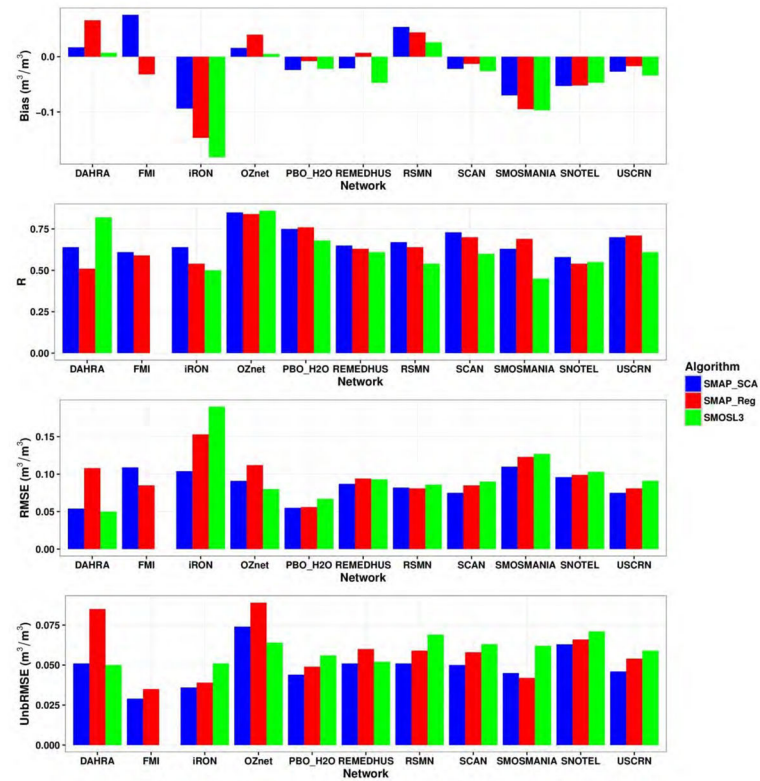 Bias (m³/m³)
0.0
−0.1
DAHRA FMI iRON OZnet PBO_H2O REMEDHUS RSMN SCAN SMOSMANIA SNOTEL USCRN
Network
R
0.75
0.50
0.25
0.00
DAHRA FMI iRON OZnet PBO_H2O REMEDHUS RSMN SCAN SMOSMANIA SNOTEL USCRN
Network
Algorithm
SMAP_SCA
SMAP_Reg
SMOSL3
RMSE (m³/m³)
0.15
0.10
0.05
0.00
DAHRA FMI iRON OZnet PBO_H2O REMEDHUS RSMN SCAN SMOSMANIA SNOTEL USCRN
Network
UnbRMSE (m³/m³)
0.075
0.050
0.025
0.000
DAHRA FMI iRON OZnet PBO_H2O REMEDHUS RSMN SCAN SMOSMANIA SNOTEL USCRN
Network